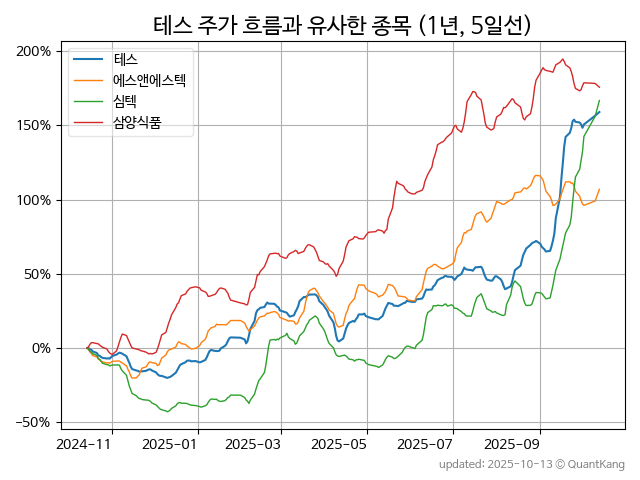 테스 주가 흐름과 유사한 종목 (1년, 5일선)
테스
에스앤에스텍
심텍
삼양식품
200%
150%
100%
50%
0%
−50%
2024-11
2025-01
2025-03
2025-05
2025-07
2025-09
updated: 2025-10-13 © QuantKang